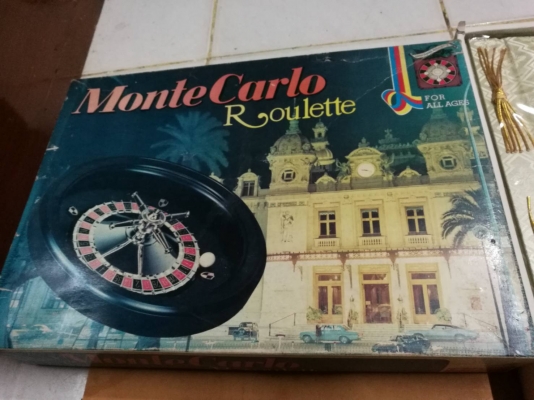 Monte Carlo
Roulette
FOR
ALL AGES